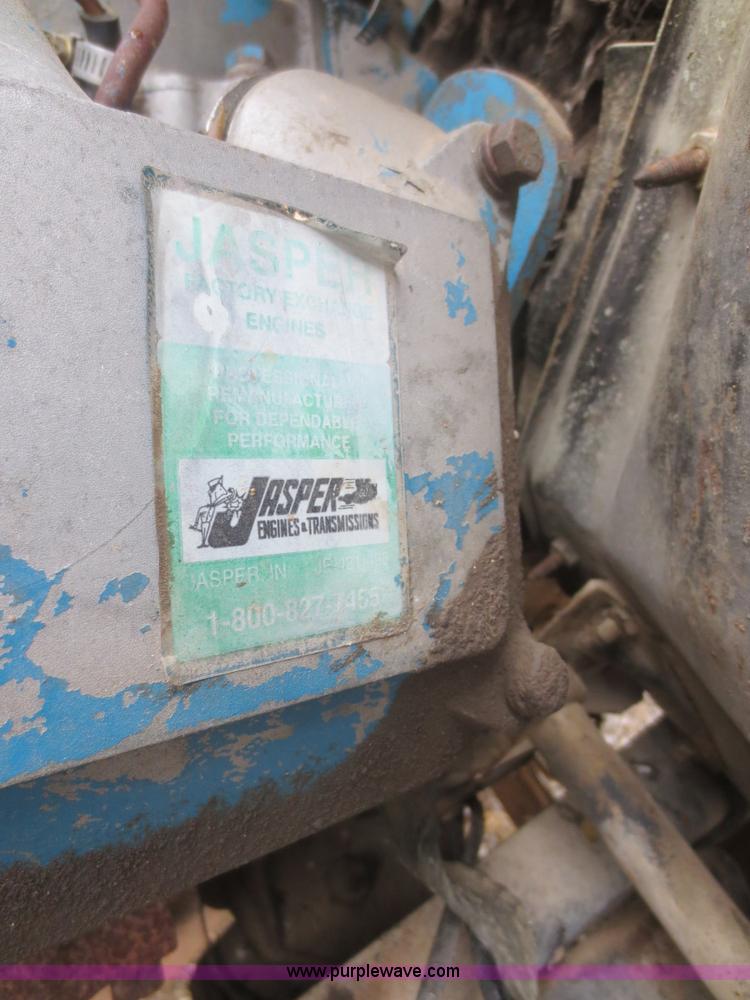 JASPER
FACTORY EXCHANGE
ENGINES
PROFESSIONALLY
REMANUFACTURED
FOR DEPENDABLE
PERFORMANCE
JASPER
ENGINES & TRANSMISSIONS
JASPER IN
1-800-827-7455
www.purplewave.com